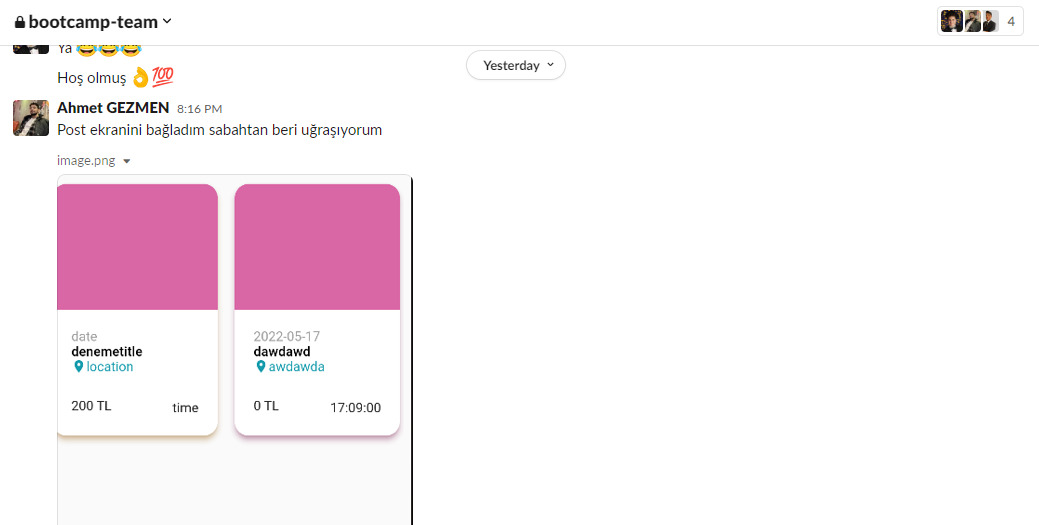 bootcamp-team
4
Ya 😂😂😂
Yesterday
Hoş olmuş 👌💯
Ahmet GEZMEN 8:16 PM
Post ekranini bağladım sabahtan beri uğraşıyorum
image.png
date
denemetitle
location
200 TL
time
2022-05-17
dawdawd
awdawda
0 TL
17:09:00